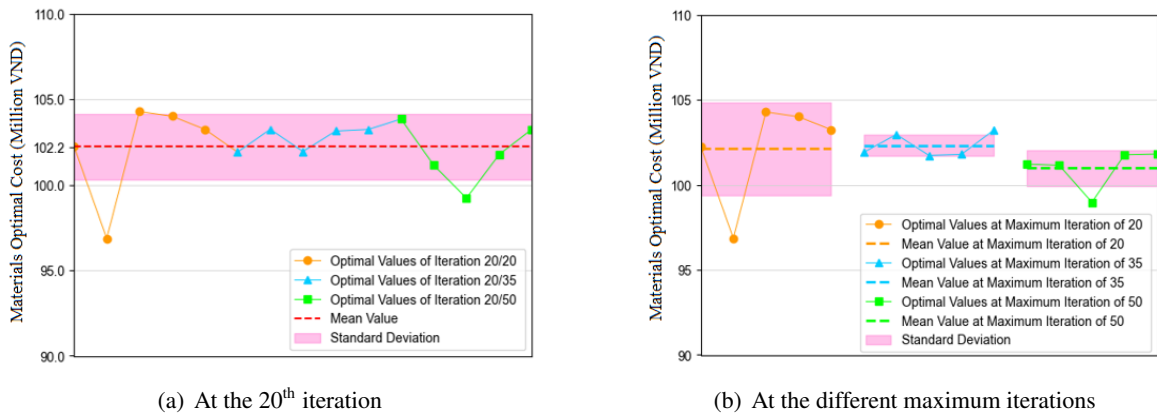 Materials Optimal Cost (Million VND)
110.0
105.0
102.2
100.0
95.0
90.0
Optimal Values of Iteration 20/20
Optimal Values of Iteration 20/35
Optimal Values of Iteration 20/50
Mean Value
Standard Deviation
(a) At the 20th iteration
Materials Optimal Cost (Million VND)
110
105
100
95
90
Optimal Values at Maximum Iteration of 20
Mean Value at Maximum Iteration of 20
Optimal Values at Maximum Iteration of 35
Mean Value at Maximum Iteration of 35
Optimal Values at Maximum Iteration of 50
Mean Value at Maximum Iteration of 50
Standard Deviation
(b) At the different maximum iterations